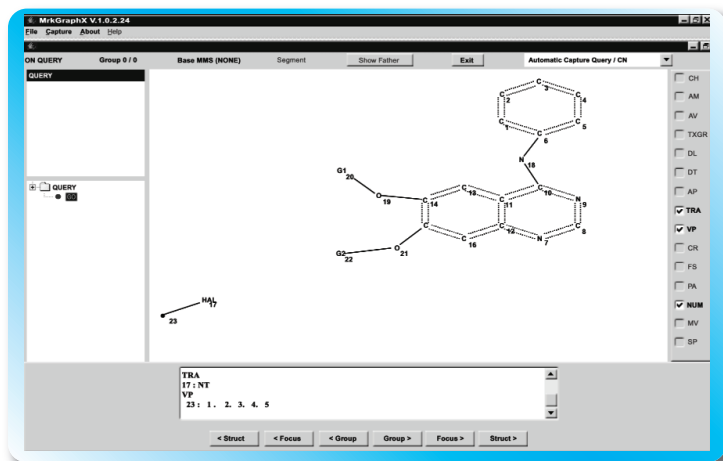 MrkGraphX V.1.0.2.24
File Capture About Help
ON QUERY Group 0 / 0 Base MMS (NONE) Segment Show Father Exit Automatic Capture Query / CN
QUERY
QUERY
G0
C 3
C 2
C 4
C 1
C 5
C 6
N 18
G1 20
O 19
C 14
C 13
C 11
C 10
N 9
C 8
N 7
C 12
C 16
C
O 21
G2 22
HAL 17
23
CH
AM
AV
TXGR
DL
DT
AP
TRA
VP
CR
FS
PA
NUM
MV
SP
TRA
17 : NT
VP
23 : 1 . 2. 3. 4. 5
< Struct < Focus < Group Group > Focus > Struct >